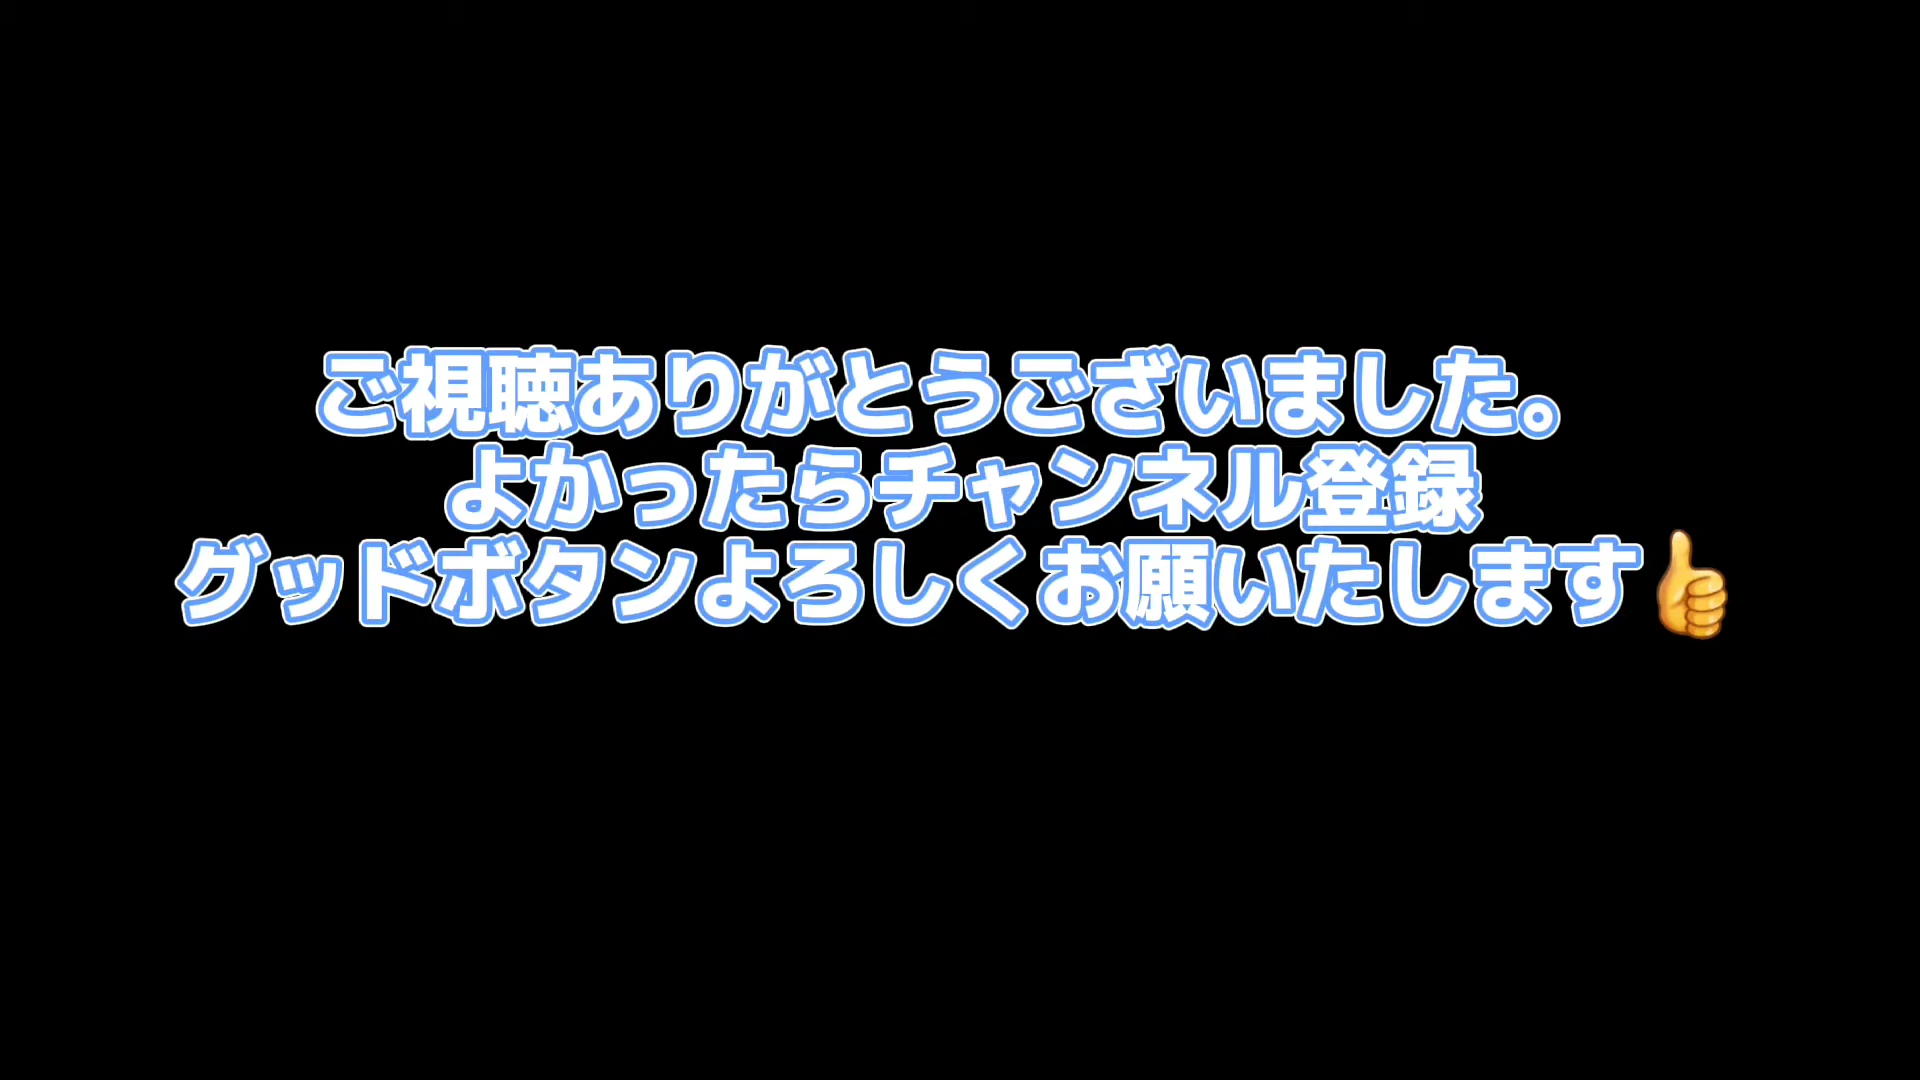 ご視聴ありがとうございました。
よかったらチャンネル登録
グッドボタンよろしくお願いいたします👍